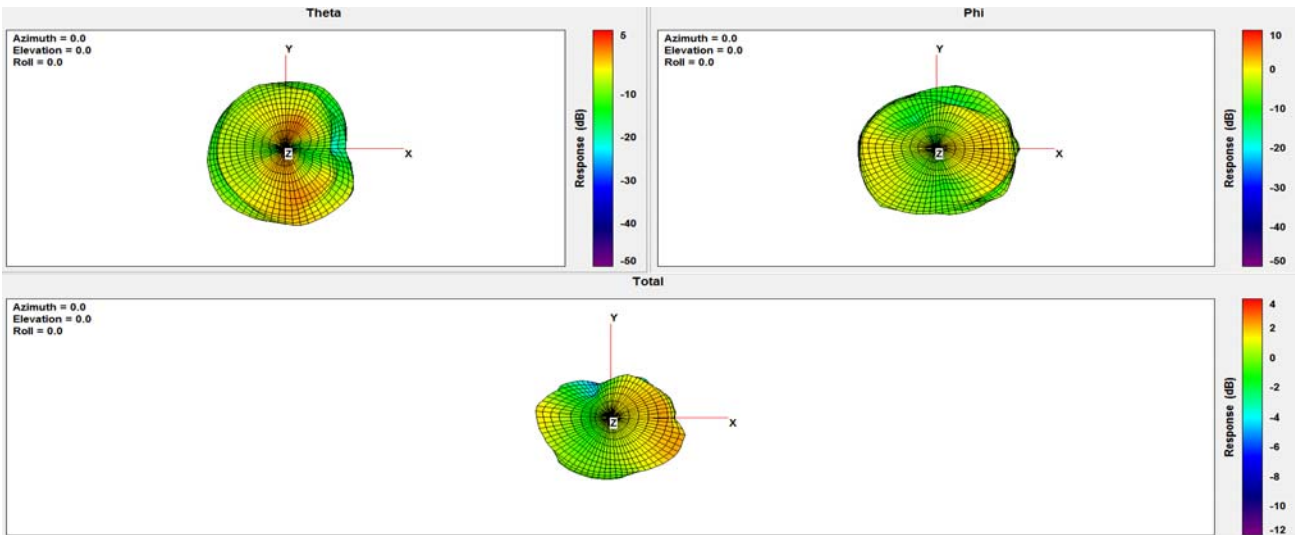 Theta
Azimuth = 0.0
Elevation = 0.0
Roll = 0.0
Y
X
Z
Response (dB)
5
-10
-20
-30
-40
-50
Phi
Azimuth = 0.0
Elevation = 0.0
Roll = 0.0
Y
X
Z
Response (dB)
10
0
-10
-20
-30
-40
-50
Total
Azimuth = 0.0
Elevation = 0.0
Roll = 0.0
Y
X
Z
Response (dB)
4
2
0
-2
-4
-6
-8
-10
-12